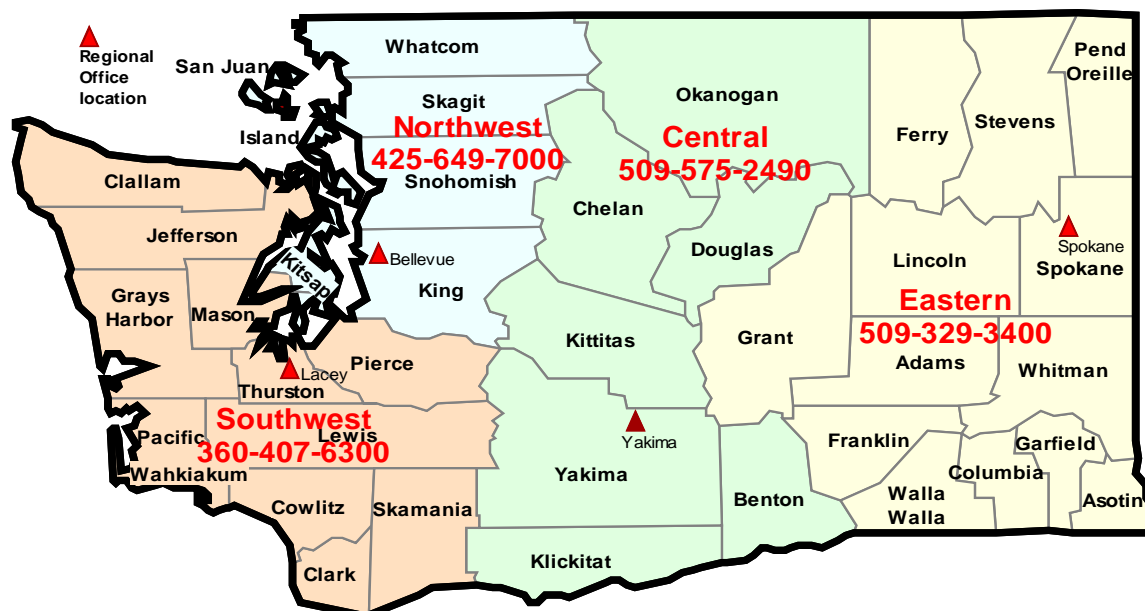 Regional
Office
location
San Juan
Island
Whatcom
Skagit
Northwest
425-649-7000
Snohomish
Okanogan
Central
509-575-2490
Chelan
Douglas
Ferry
Stevens
Pend
Oreille
Clallam
Jefferson
Kitsap
Bellevue
King
Grays
Harbor
Mason
Lincoln
Spokane
Spokane
Eastern
509-329-3400
Grant
Adams
Whitman
Kittitas
Pierce
Lacey
Thurston
Southwest
360-407-6300
Pacific
Lewis
Wahkiakum
Yakima
Yakima
Franklin
Garfield
Columbia
Walla
Walla
Asotin
Benton
Cowlitz
Skamania
Klickitat
Clark